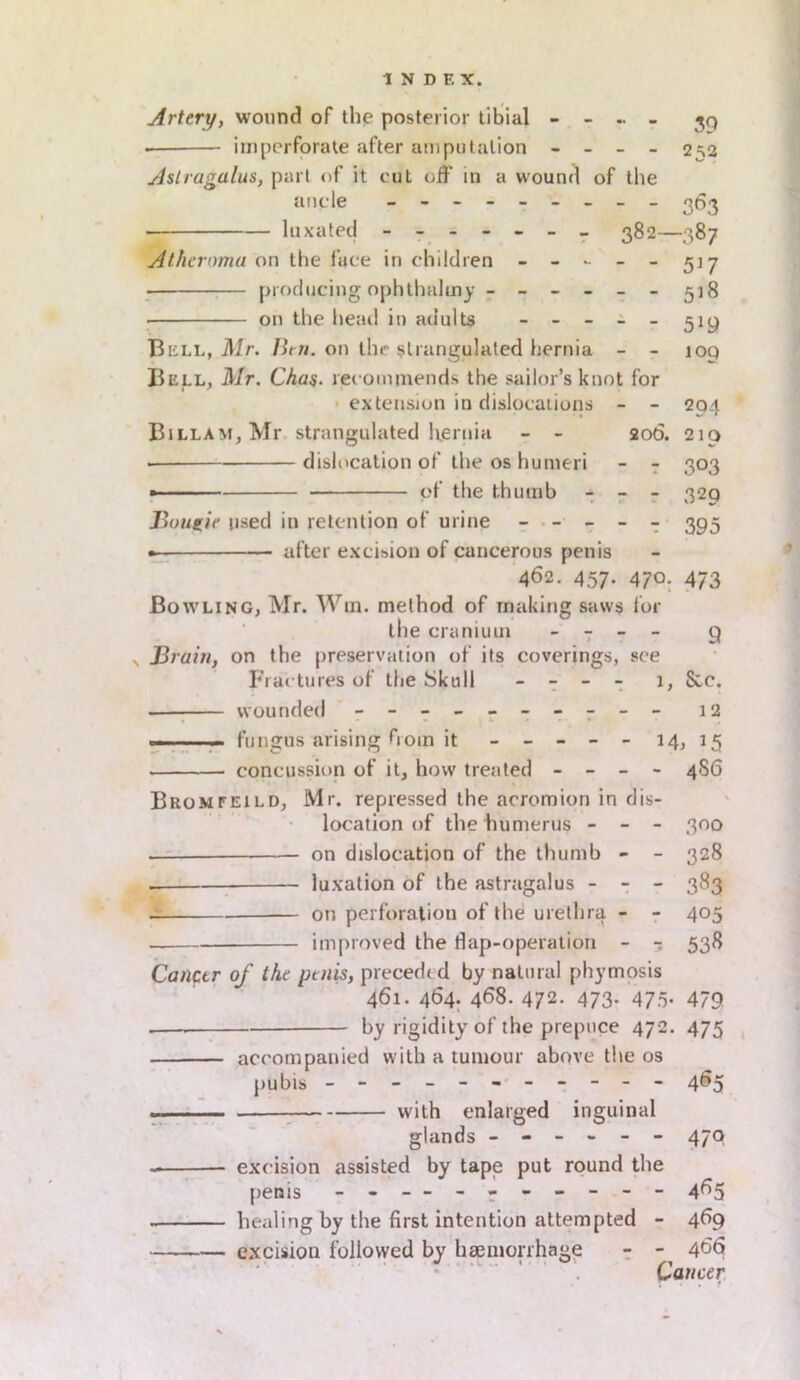 INDEX.
Artery, wound of the posterior tibial - - - - 39
——— imperforate after amputation - - - - 252
Astragalus, part of it cut off in a wound of the
ancle - - - - - - - - - 363
——— luxated - - - - - - - 382—387
Atheroma on the face in children - - - - - 517
——— producing ophthalmy - - - - - - 518
——— on the head in adults - - - - - 519
BELL, Mr. Ben. on the strangulated hernia - - 109
BELL, Mr. Chas. recommends the sailor's knot for
extension in dislocations - - 294
BILLAM, Mr strangulated hernia - - 206. 210
——— dislocation of the os humeri - - 303
——— ——— of the thumb - - - 329
Bougie used in retention of urine - - - - - 395
——— after excision of cancerous penis -
462. 457. 470. 473
BOWLING, Mr. Wm. method of making saws for
the cranium - - - - 9
Brain, on the preservation of its coverings, see
Fractures of the Skull - - - - 1, &c.
——— wounded - - - - - - - - - - 12
——— fungus arising from it - - - - - 14, 15
——— concussion of it, how treated - - - - 486
BROMFEILD, Mr. repressed the acromion in dis-
location of the humerus - - - 300
——— on dislocation of the thumb - - 328
——— luxation of the astragalus - - - 383
——— on perforation of the urethra - - 405
——— improved the flap-operation - - 538
Cancer of the penis, preceded by natural phymosis
461. 464. 468. 472. 473. 475. 479
——— by rigidity of the prepuce 472. 475
——— accompanied with a tumour above the os
pubis - - - - - - - - - - - - 465
——— ——— with enlarged inguinal
glands - - - - - - 479
——— excision assisted by tape put round the
penis - - - - - - - - - - - - 465
——— healing by the first intention attempted - 469
——— excision followed by hæmorrhage - - 466
Cancer